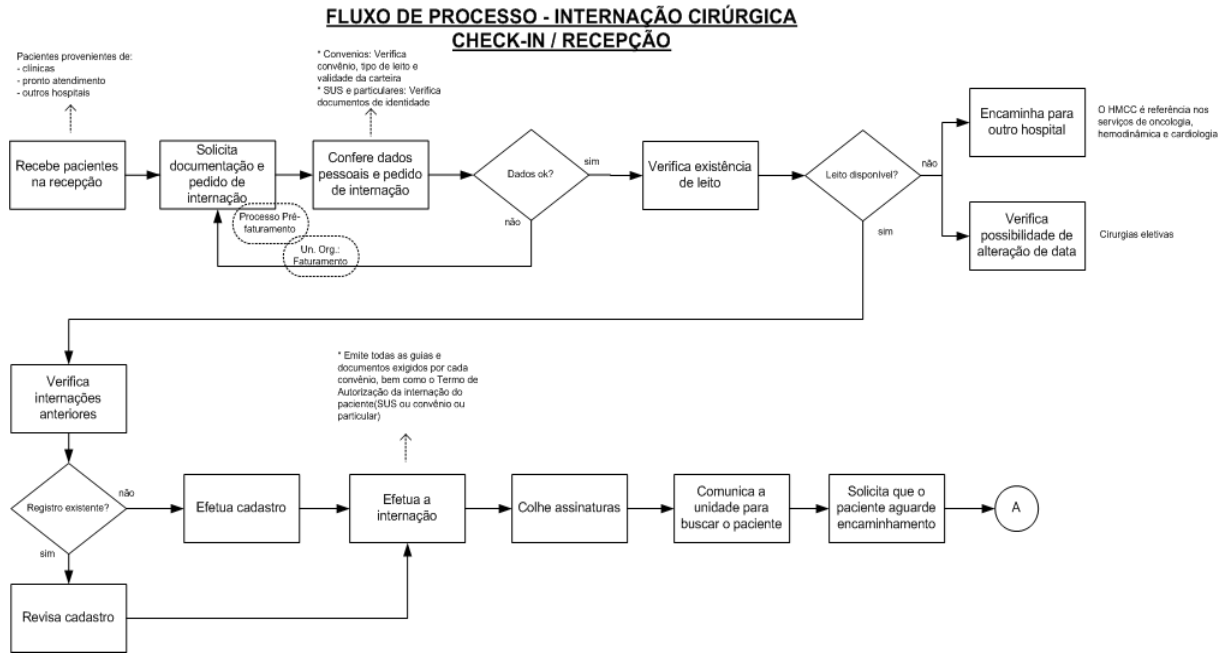 FLUXO DE PROCESSO - INTERNAÇÃO CIRÚRGICA
CHECK-IN / RECEPÇÃO
Pacientes provenientes de:
- clínicas
- pronto atendimento
- outros hospitais
* Convenios: Verifica
convênio, tipo de leito e
validade da carteira
* SUS e particulares: Verifica
documentos de identidade
Recebe pacientes
na recepção
Solicita
documentação e
pedido de
internação
Confere dados
pessoais e pedido
de internação
Dados ok?
sim
não
Processo Pré-
faturamento
Un. Org.:
Faturamento
Verifica existência
de leito
Leito disponível?
não
sim
Encaminha para
outro hospital
O HMCC é referência nos
serviços de oncologia,
hemodinâmica e cardiologia
Verifica
possibilidade de
alteração de data
Cirurgias eletivas
Verifica
internações
anteriores
* Emite todas as guias e
documentos exigidos por cada
convênio, bem como o Termo de
Autorização da internação do
paciente(SUS ou convênio ou
particular)
Registro existente?
não
sim
Efetua cadastro
Efetua a
internação
Colhe assinaturas
Comunica a
unidade para
buscar o paciente
Solicita que o
paciente aguarde
encaminhamento
A
Revisa cadastro